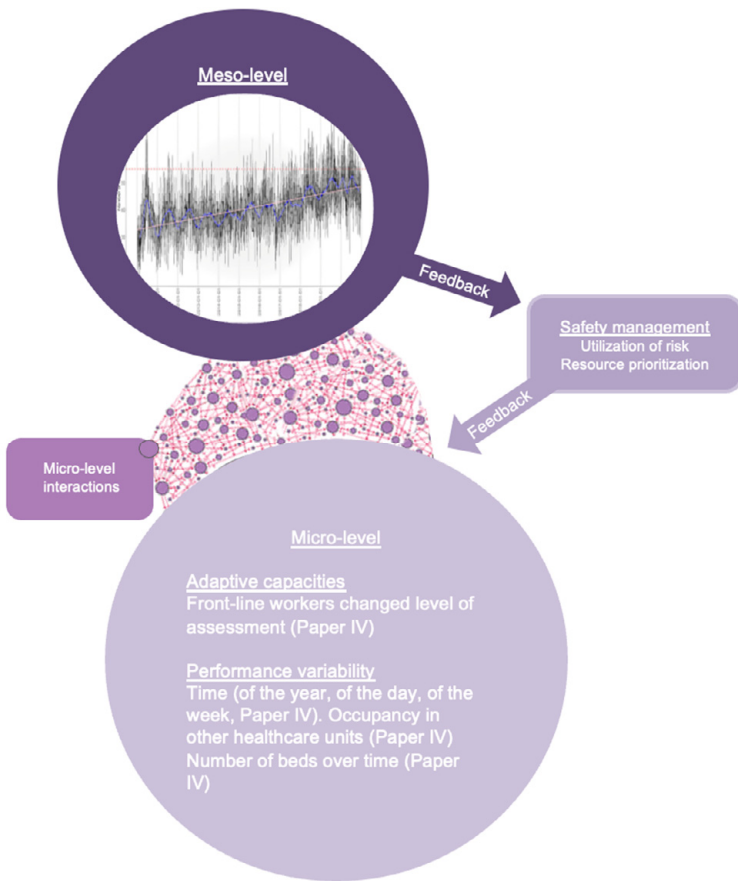 Meso-level
Feedback
Safety management
Utilization of risk
Resource prioritization
Feedback
Micro-level
interactions
Micro-level
Adaptive capacities
Front-line workers changed level of
assessment (Paper IV)
Performance variability
Time (of the year, of the day, of the
week, Paper IV). Occupancy in
other healthcare units (Paper IV)
Number of beds over time (Paper
IV)